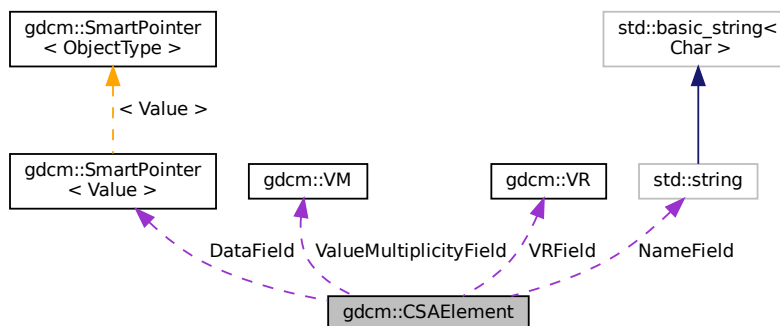 gdcm::SmartPointer
< ObjectType >
std::basic_string<
Char >
< Value >
gdcm::SmartPointer
< Value >
gdcm::VM
gdcm::VR
std::string
DataField
ValueMultiplicityField
VRField
NameField
gdcm::CSAElement